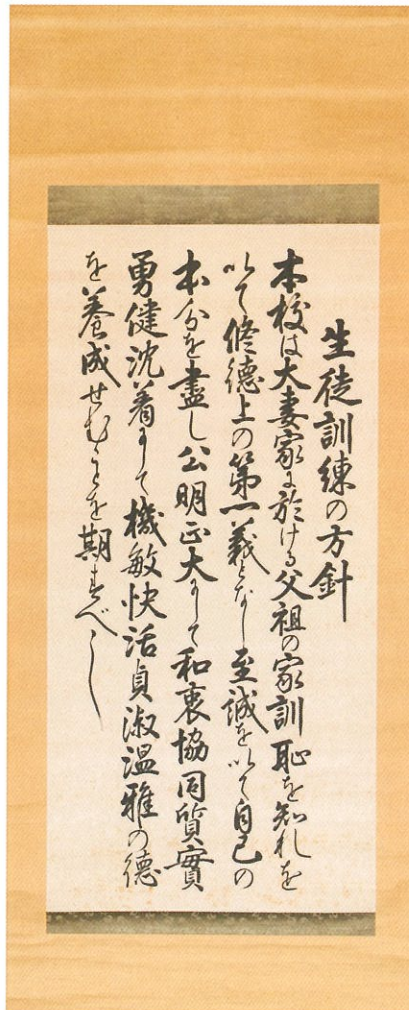 生徒訓練の方針
本校は大妻家に於ける父祖の家訓恥を知れを
以て修德上の第一義となし至誠を以て自己の
本分を盡し公明正大にして和衷協同質實
勇健沈着にして機敏快活貞淑温雅の德
を養成せむことを期すべし